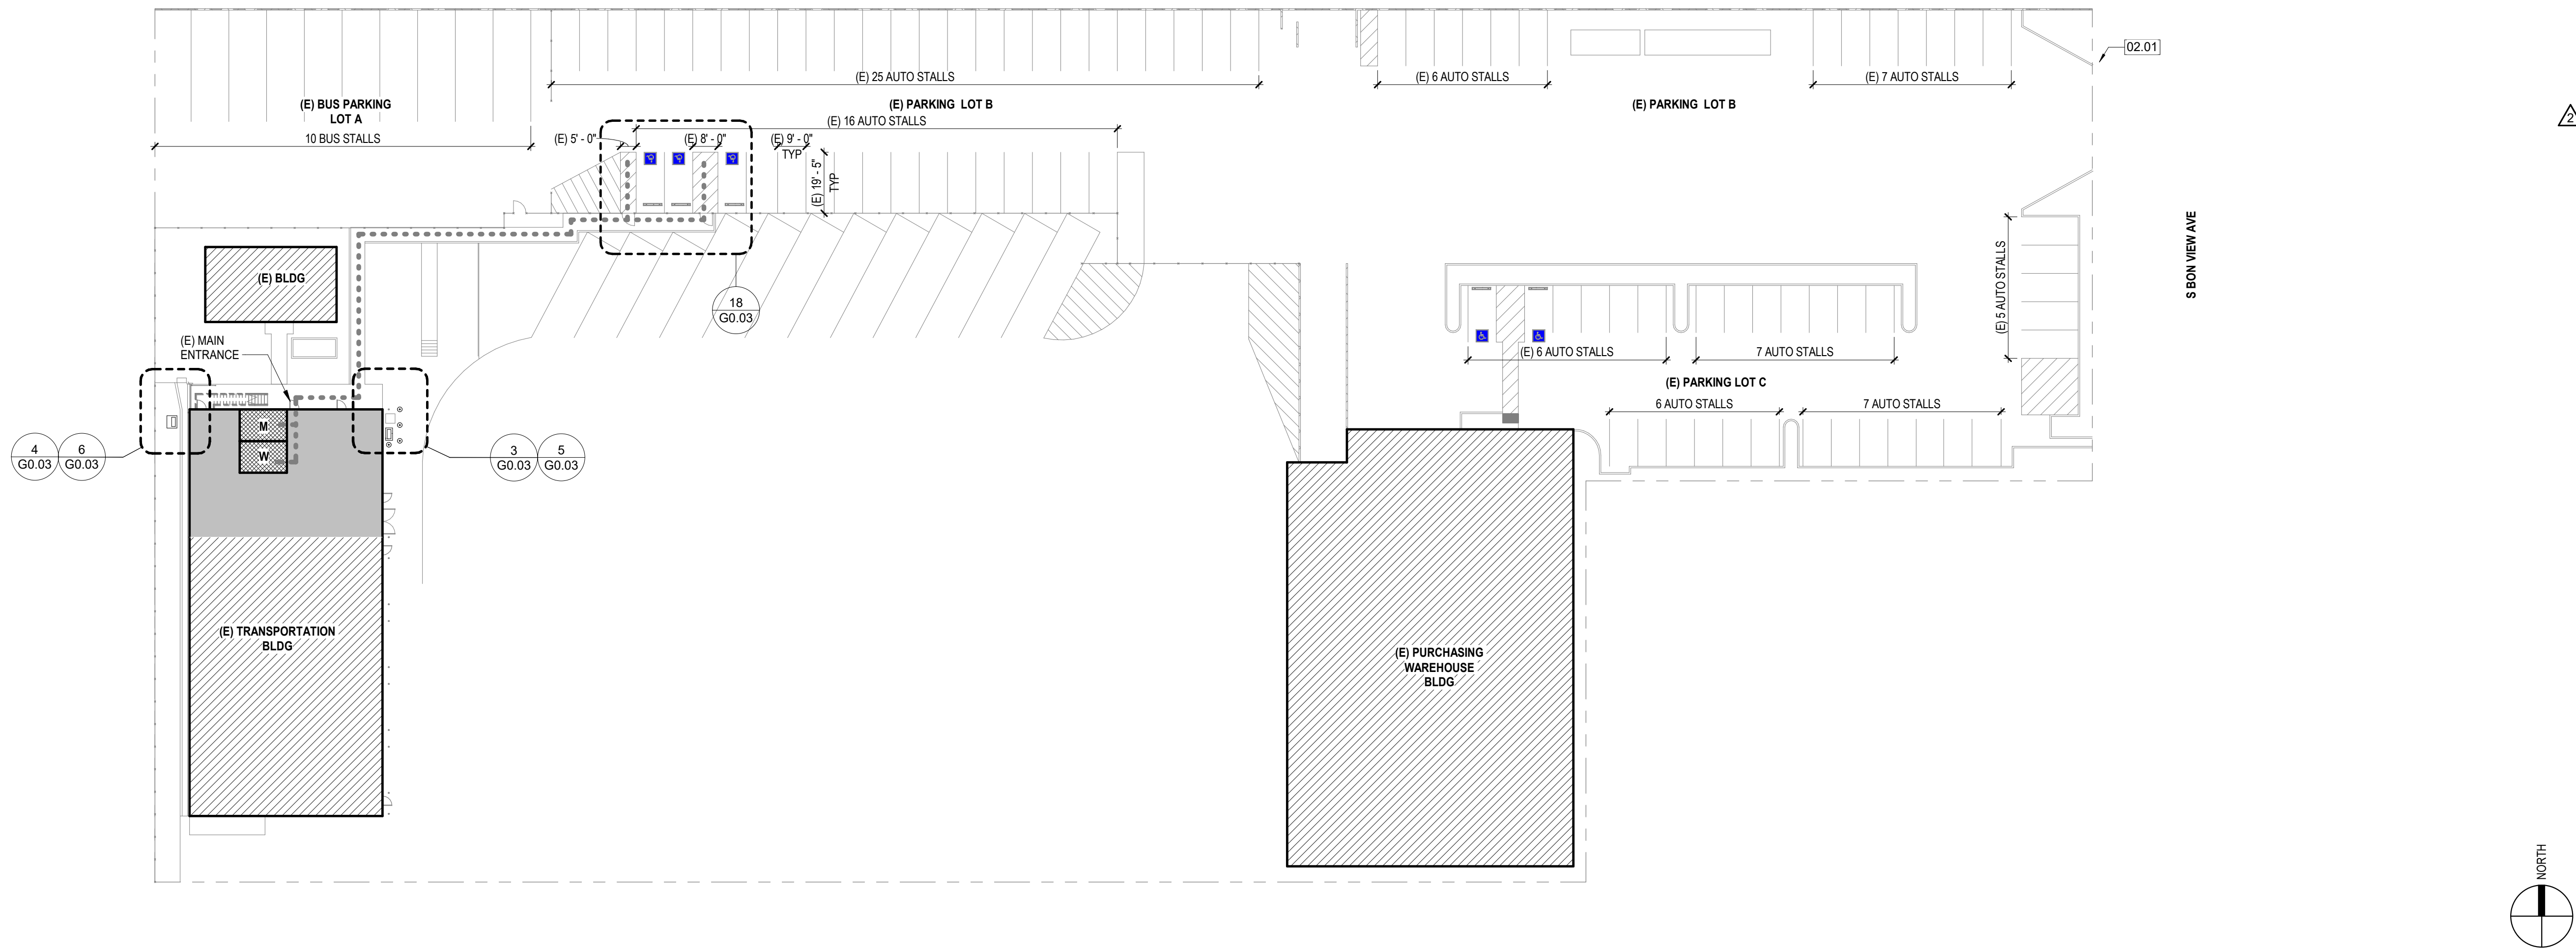 02.01
(E) 25 AUTO STALLS
(E) 6 AUTO STALLS
(E) 7 AUTO STALLS
(E) BUS PARKING
LOT A
(E) PARKING LOT B
(E) PARKING LOT B
2
(E) 16 AUTO STALLS
10 BUS STALLS
(E) 5' - 0"
(E) 8' - 0"
(E) 9' - 0"
TYP
(E) 19' - 5"
TYP
S BON VIEW AVE
(E) 5 AUTO STALLS
(E) BLDG
18
G0.03
(E) MAIN
ENTRANCE
(E) 6 AUTO STALLS
7 AUTO STALLS
(E) PARKING LOT C
6 AUTO STALLS
7 AUTO STALLS
M
W
4
G0.03
6
G0.03
3
G0.03
5
G0.03
(E) TRANSPORTATION
BLDG
(E) PURCHASING
WAREHOUSE
BLDG
NORTH